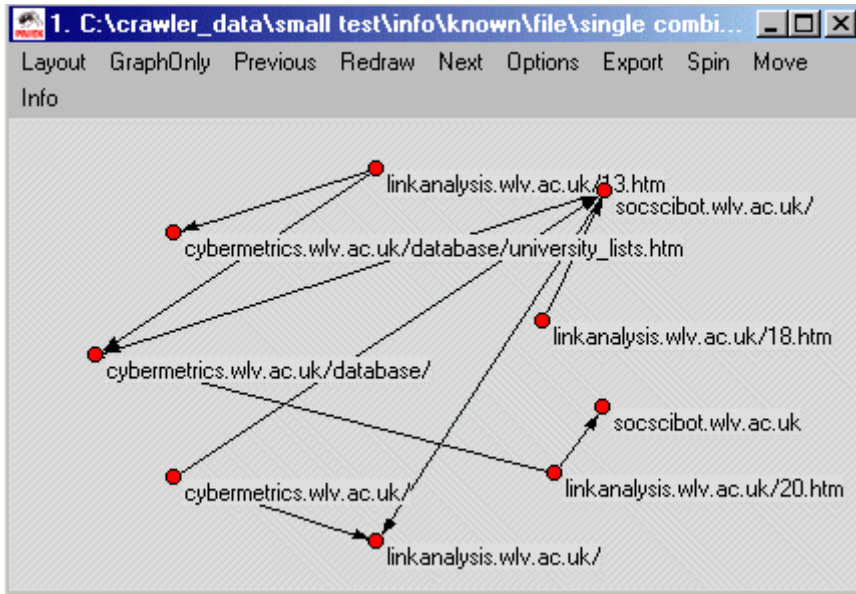 1. C:\crawler_data\small test\info\known\file\single combi...
Layout GraphOnly Previous Redraw Next Options Export Spin Move
Info
linkanalysis.wlv.ac.uk/13.htm
socscibot.wlv.ac.uk/
cybermetrics.wlv.ac.uk/database/university_lists.htm
linkanalysis.wlv.ac.uk/18.htm
cybermetrics.wlv.ac.uk/database/
socscibot.wlv.ac.uk
linkanalysis.wlv.ac.uk/20.htm
cybermetrics.wlv.ac.uk/
linkanalysis.wlv.ac.uk/